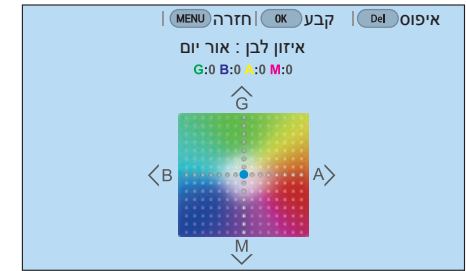 איפוס Del | קבע OK | חזרה MENU |
איזון לבן : אור יום
G:0 B:0 A:0 M:0
G
B A
M